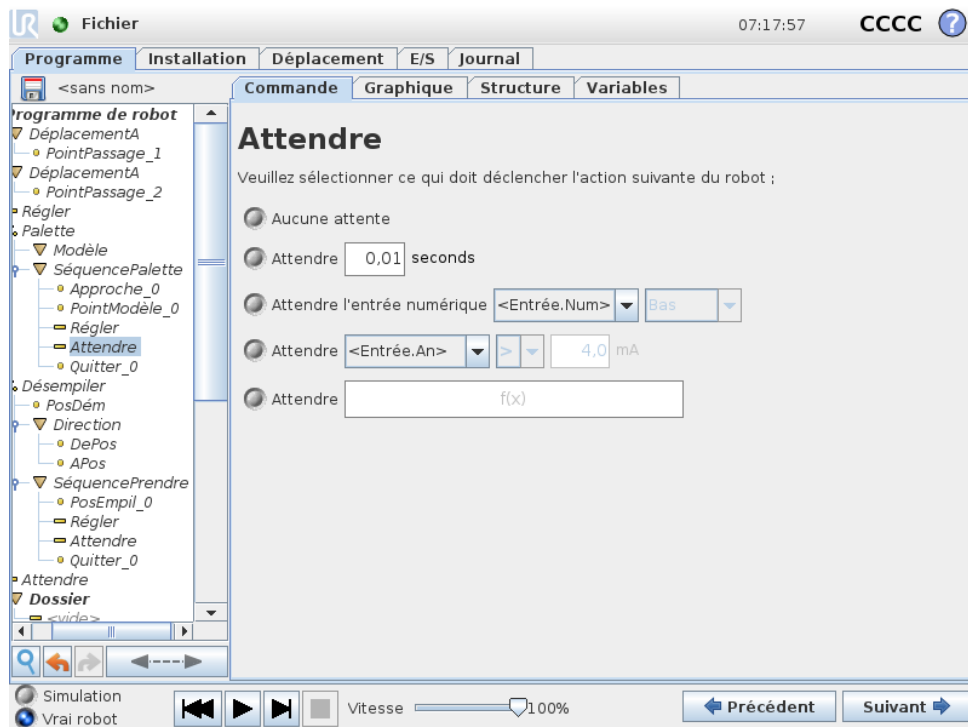 UR Fichier 07:17:57 CCCC ?
Programme Installation Déplacement E/S Journal
<sans nom> Commande Graphique Structure Variables
Programme de robot
DéplacementA
PointPassage_1
DéplacementA
PointPassage_2
Régler
Palette
Modèle
SéquencePalette
Approche_0
PointModèle_0
Régler
Attendre
Quitter_0
Désempiler
PosDém
Direction
DePos
APos
SéquencePrendre
PosEmpil_0
Régler
Attendre
Quitter_0
Attendre
Dossier
<vide>
Attendre
Veuillez sélectionner ce qui doit déclencher l'action suivante du robot ;
Aucune attente
Attendre 0,01 seconds
Attendre l'entrée numérique <Entrée.Num> Bas
Attendre <Entrée.An> > 4,0 mA
Attendre f(x)
Simulation
Vrai robot
Vitesse 100%
Précédent Suivant